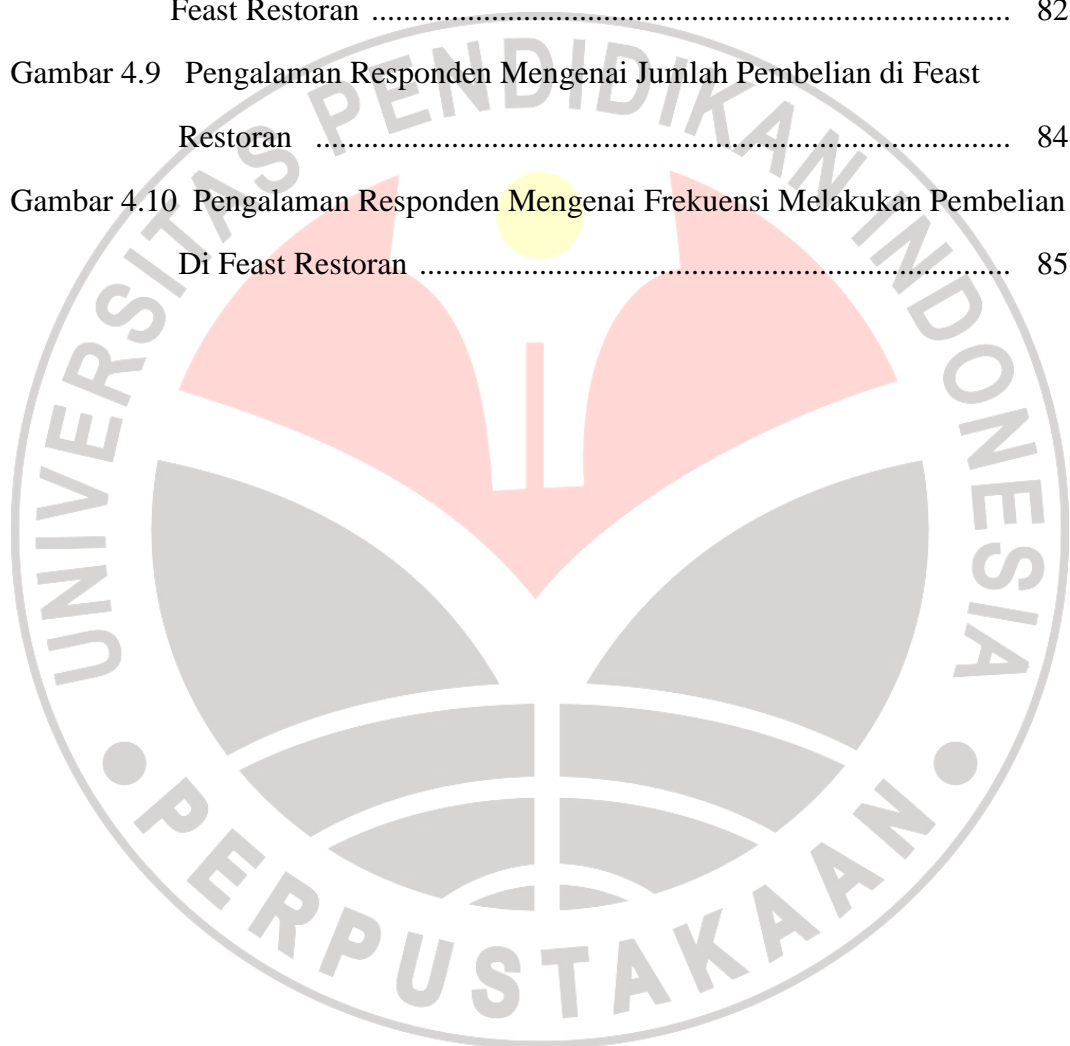 Feast Restoran ....................................................................... 82
Gambar 4.9 Pengalaman Responden Mengenai Jumlah Pembelian di Feast
Restoran .... ......................................................................... 84
Gambar 4.10 Pengalaman Responden Mengenai Frekuensi Melakukan Pembelian
Di Feast Restoran .................................................................. 85
UNIVERSITAS PENDIDIKAN INDONESIA
PERPUSTAKAAN